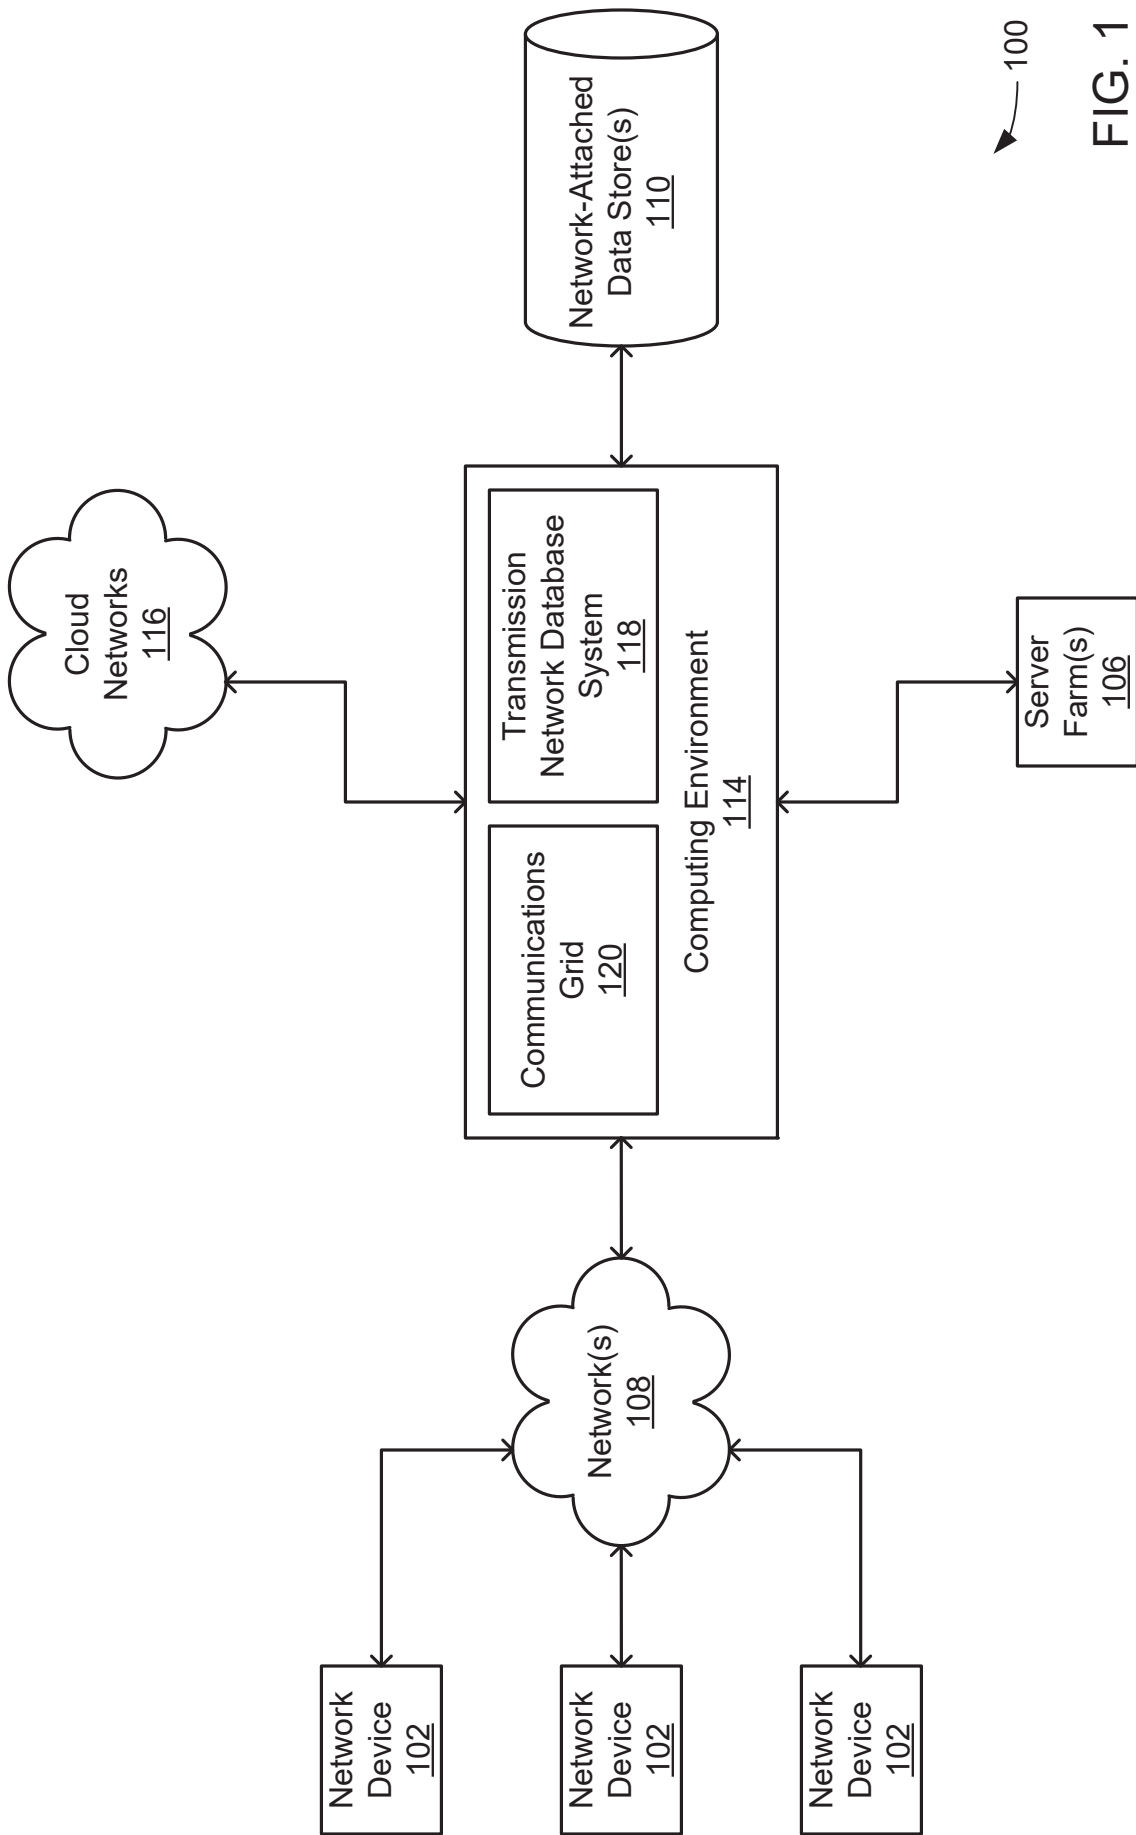 Cloud
Networks
116
Network
Device
102
Network
Device
102
Network
Device
102
Network(s)
108
Communications
Grid
120
Transmission
Network Database
System
118
Computing Environment
114
Network-Attached
Data Store(s)
110
Server
Farm(s)
106
100
FIG. 1